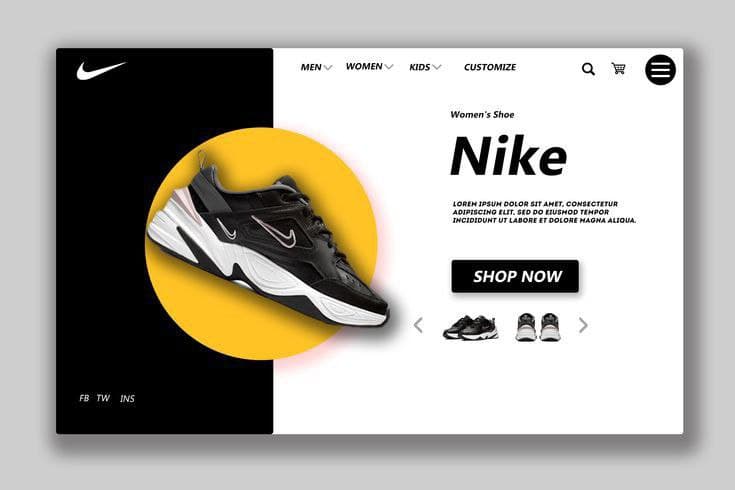 MEN WOMEN KIDS CUSTOMIZE
Women's Shoe
Nike
LOREM IPSUM DOLOR SIT AMET, CONSECTETUR
ADIPISCING ELIT, SED DO EIUSMOD TEMPOR
INCIDIDUNT UT LABORE ET DOLORE MAGNA ALIQUA.
SHOP NOW
FB TW INS